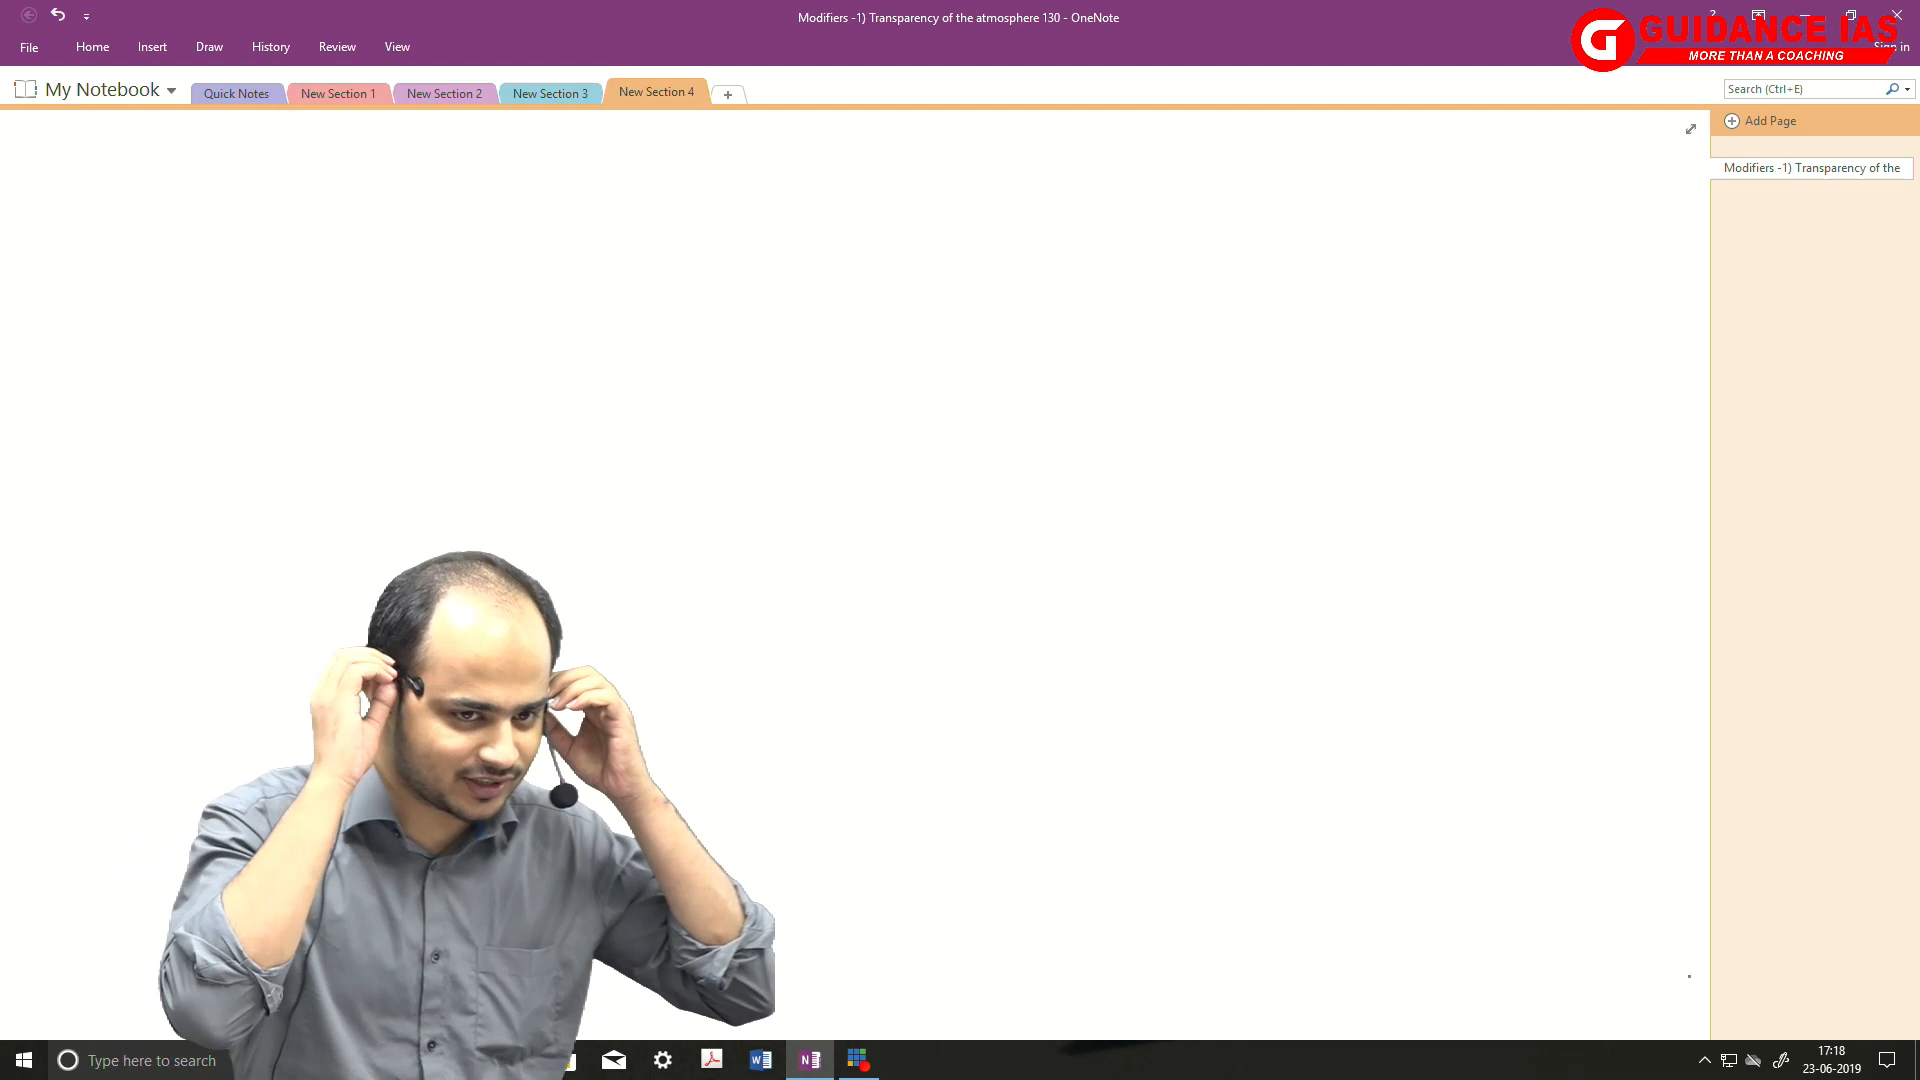 Modifiers -1) Transparency of the atmosphere 130 - OneNote
?
File Home Insert Draw History Review View
GUIDANCE IAS
MORE THAN A COACHING
Sign in
My Notebook
Quick Notes New Section 1 New Section 2 New Section 3 New Section 4 +
Search (Ctrl+E)
Add Page
Modifiers -1) Transparency of the
Type here to search
17:18
23-06-2019